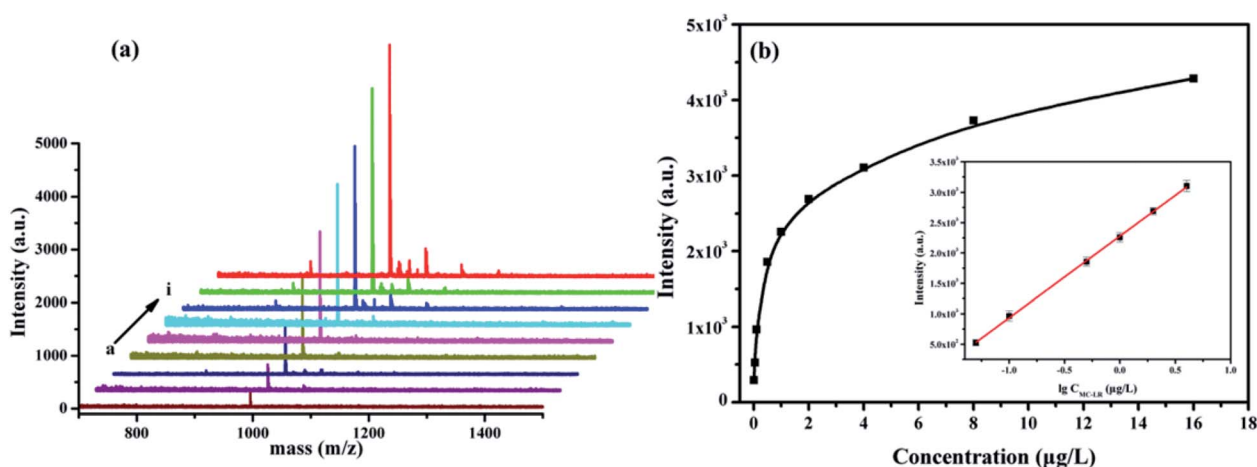 (a)
5000
4000
3000
2000
1000
0
Intensity (a.u.)
i
a
800
1000
1200
1400
mass (m/z)
(b)
5x10³
4x10³
3x10³
2x10³
1x10³
0
Intensity (a.u.)
0 2 4 6 8 10 12 14 16 18
Concentration (µg/L)
3.5x10³
3.0x10³
2.5x10³
2.0x10³
1.5x10³
1.0x10³
5.0x10²
Intensity (a.u.)
-1.0 -0.5 0.0 0.5 1.0
lg C MC-LR (µg/L)